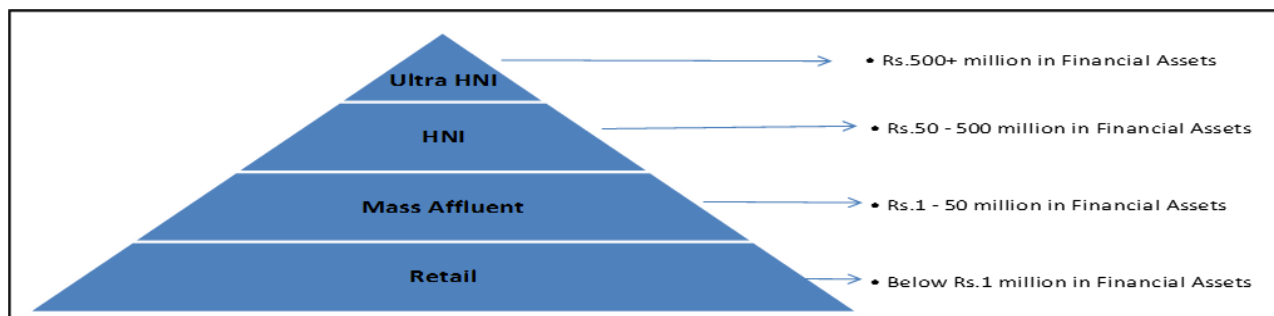 Ultra HNI
• Rs.500+ million in Financial Assets
HNI
• Rs.50 - 500 million in Financial Assets
Mass Affluent
• Rs.1 - 50 million in Financial Assets
Retail
• Below Rs.1 million in Financial Assets